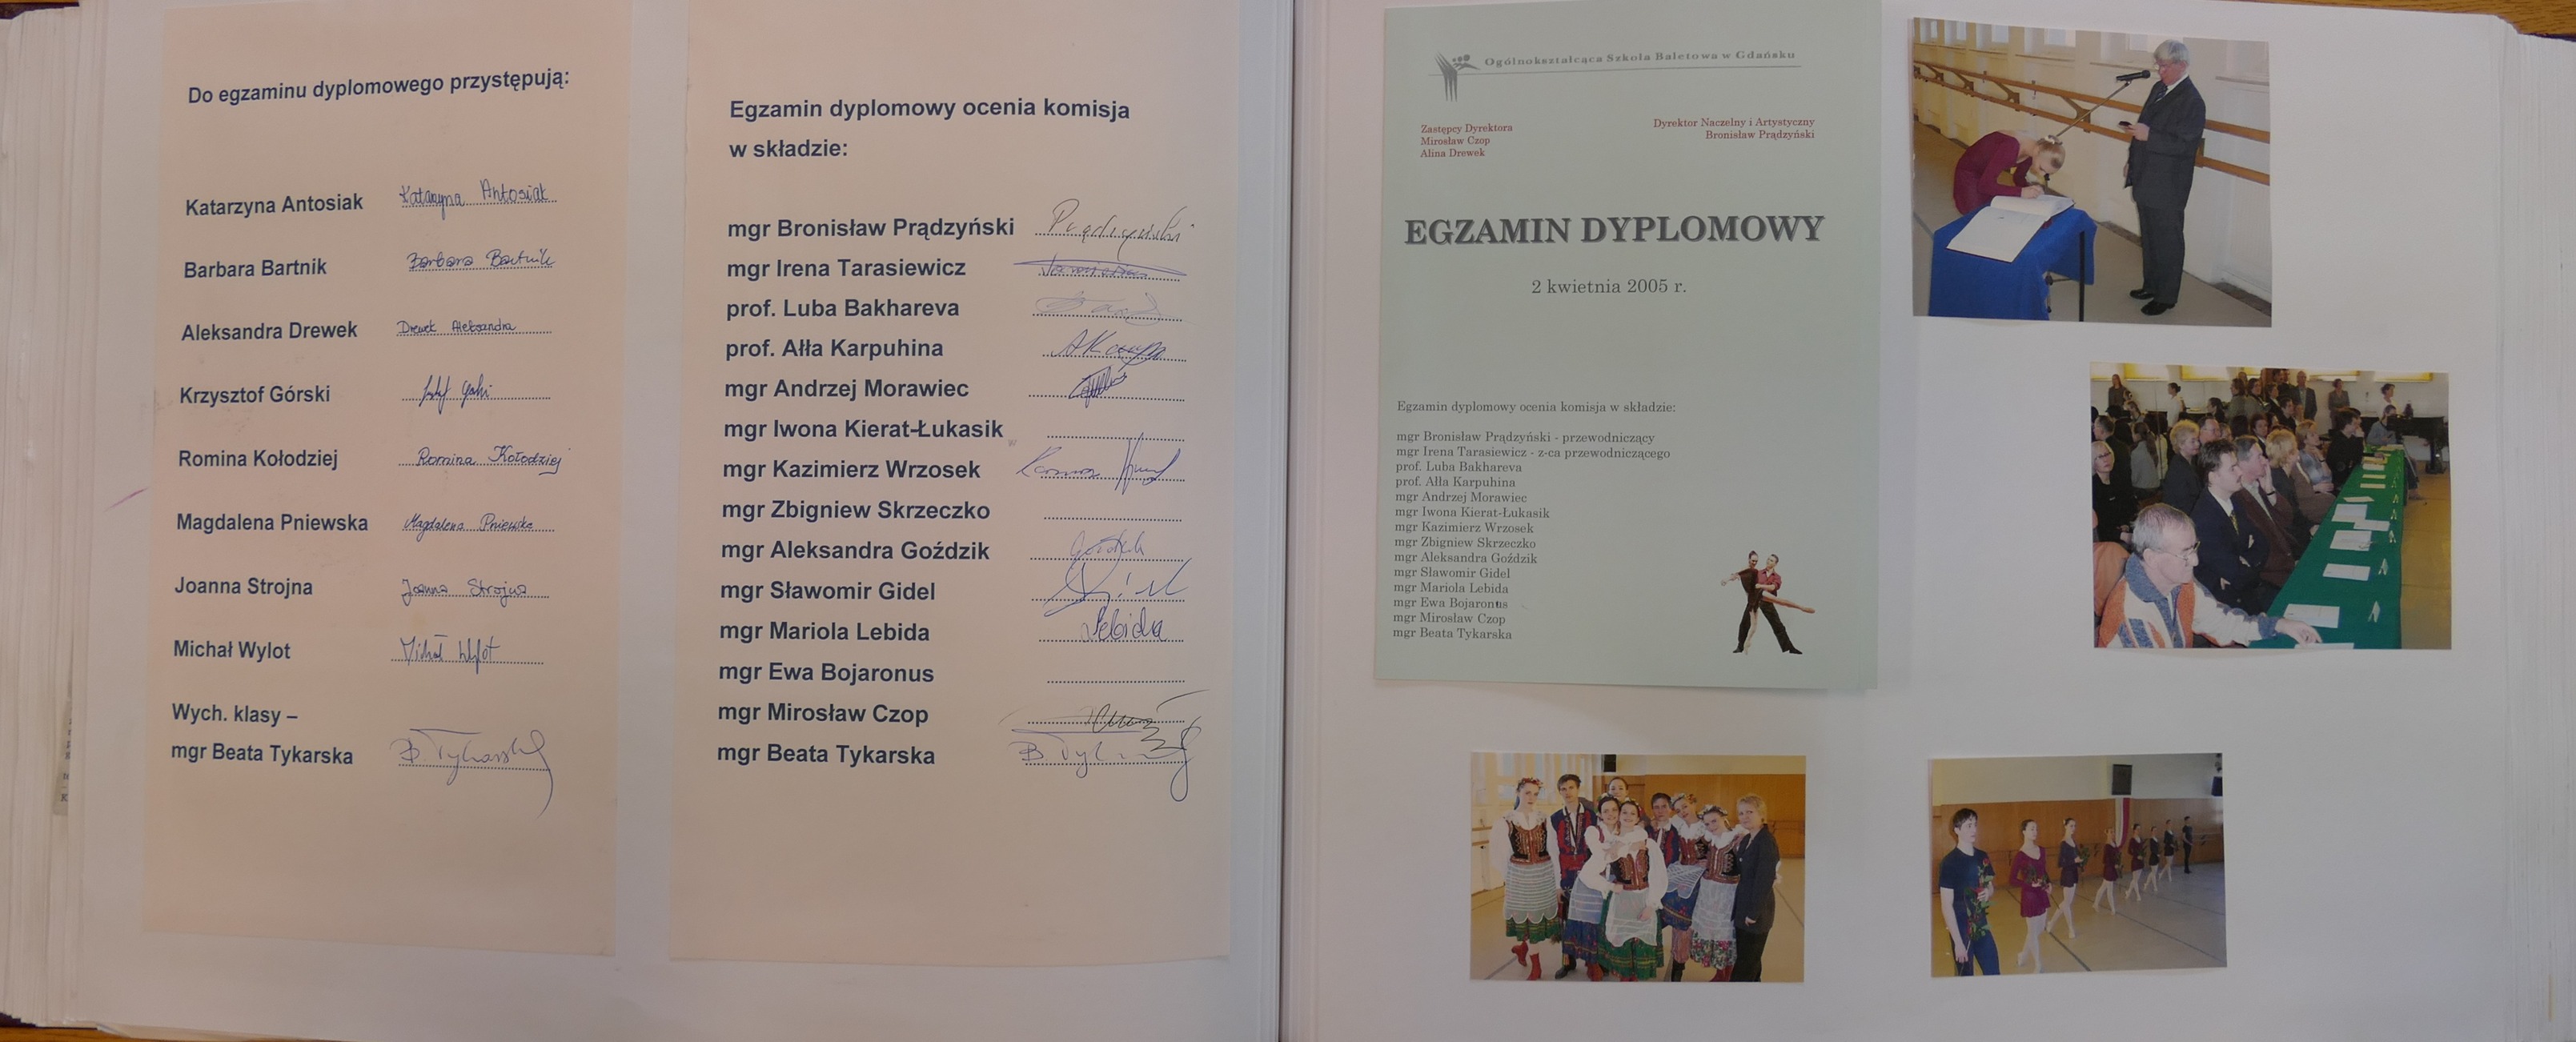 Do egzaminu dyplomowego przystępują:
Katarzyna Antosiak Katarzyna Antosiak
Barbara Bartnik Barbara Bartnik
Aleksandra Drewek Drewek Aleksandra
Krzysztof Górski
Romina Kołodziej Romina Kołodziej
Magdalena Pniewska Magdalena Pniewska
Joanna Strojna Joanna Strojna
Michał Wylot Michał Wylot
Wych. klasy –
mgr Beata Tykarska B. Tykarska
Egzamin dyplomowy ocenia komisja
w składzie:
mgr Bronisław Prądzyński Prądzyński
mgr Irena Tarasiewicz
prof. Luba Bakhareva
prof. Ałła Karpuhina
mgr Andrzej Morawiec
mgr Iwona Kierat-Łukasik
mgr Kazimierz Wrzosek
mgr Zbigniew Skrzeczko
mgr Aleksandra Goździk
mgr Sławomir Gidel
mgr Mariola Lebida Lebida
mgr Ewa Bojaronus
mgr Mirosław Czop
mgr Beata Tykarska
Ogólnokształcąca Szkoła Baletowa w Gdańsku
Zastępcy Dyrektora
Mirosław Czop
Alina Drewek
Dyrektor Naczelny i Artystyczny
Bronisław Prądzyński
EGZAMIN DYPLOMOWY
2 kwietnia 2005 r.
Egzamin dyplomowy ocenia komisja w składzie:
mgr Bronisław Prądzyński - przewodniczący
mgr Irena Tarasiewicz - z-ca przewodniczącego
prof. Luba Bakhareva
prof. Ałła Karpuhina
mgr Andrzej Morawiec
mgr Iwona Kierat-Łukasik
mgr Kazimierz Wrzosek
mgr Zbigniew Skrzeczko
mgr Aleksandra Goździk
mgr Sławomir Gidel
mgr Mariola Lebida
mgr Ewa Bojaronus
mgr Mirosław Czop
mgr Beata Tykarska